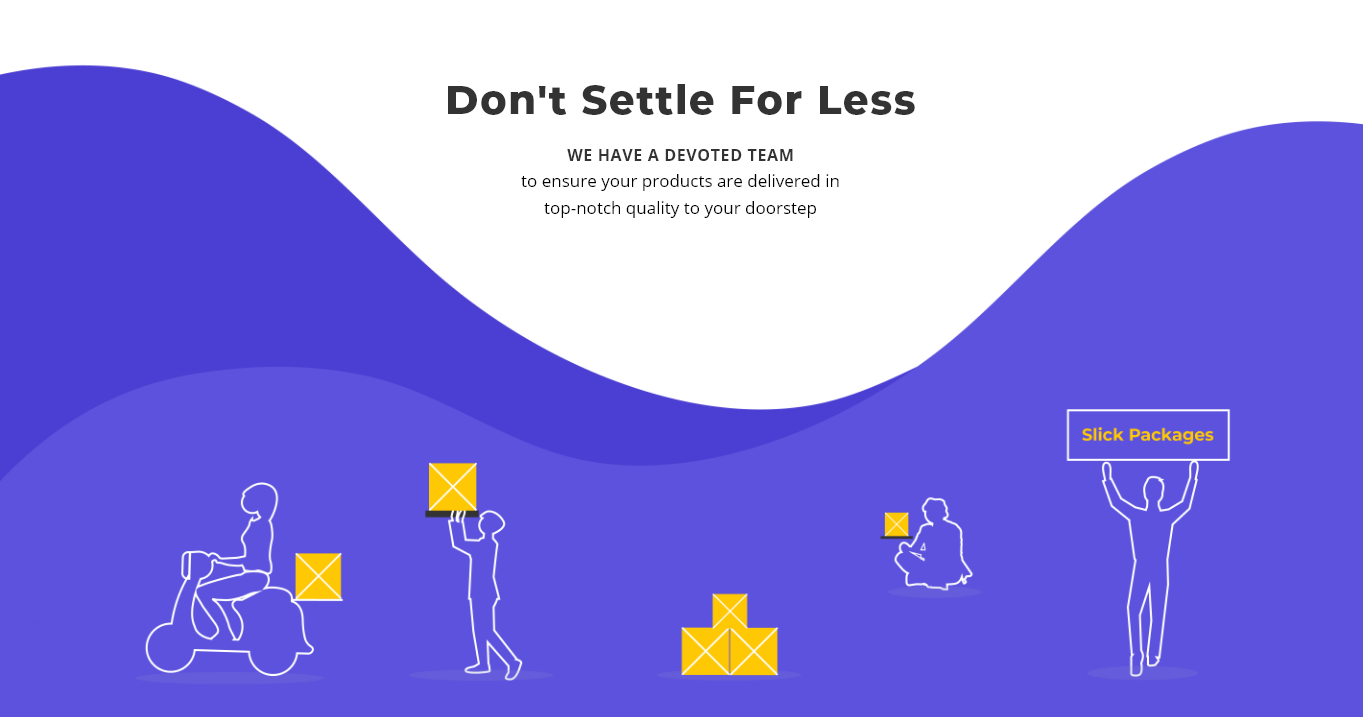 Don't Settle For Less
WE HAVE A DEVOTED TEAM
to ensure your products are delivered in
top-notch quality to your doorstep
Slick Packages